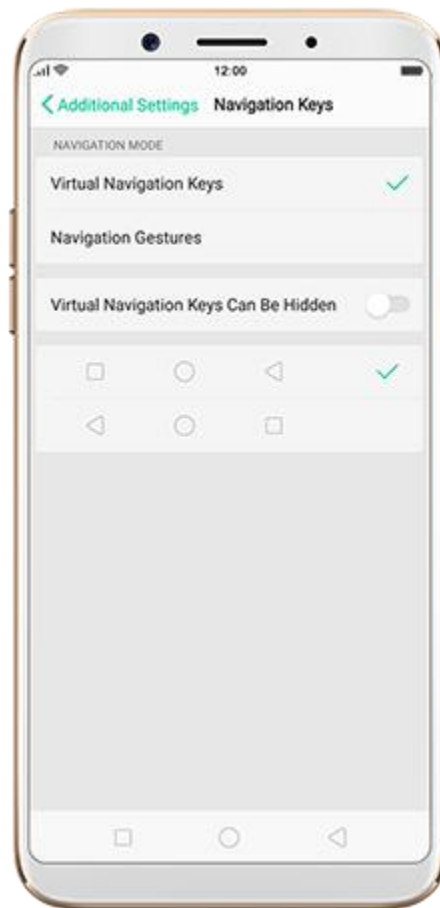 12:00
Additional Settings Navigation Keys
NAVIGATION MODE
Virtual Navigation Keys
Navigation Gestures
Virtual Navigation Keys Can Be Hidden